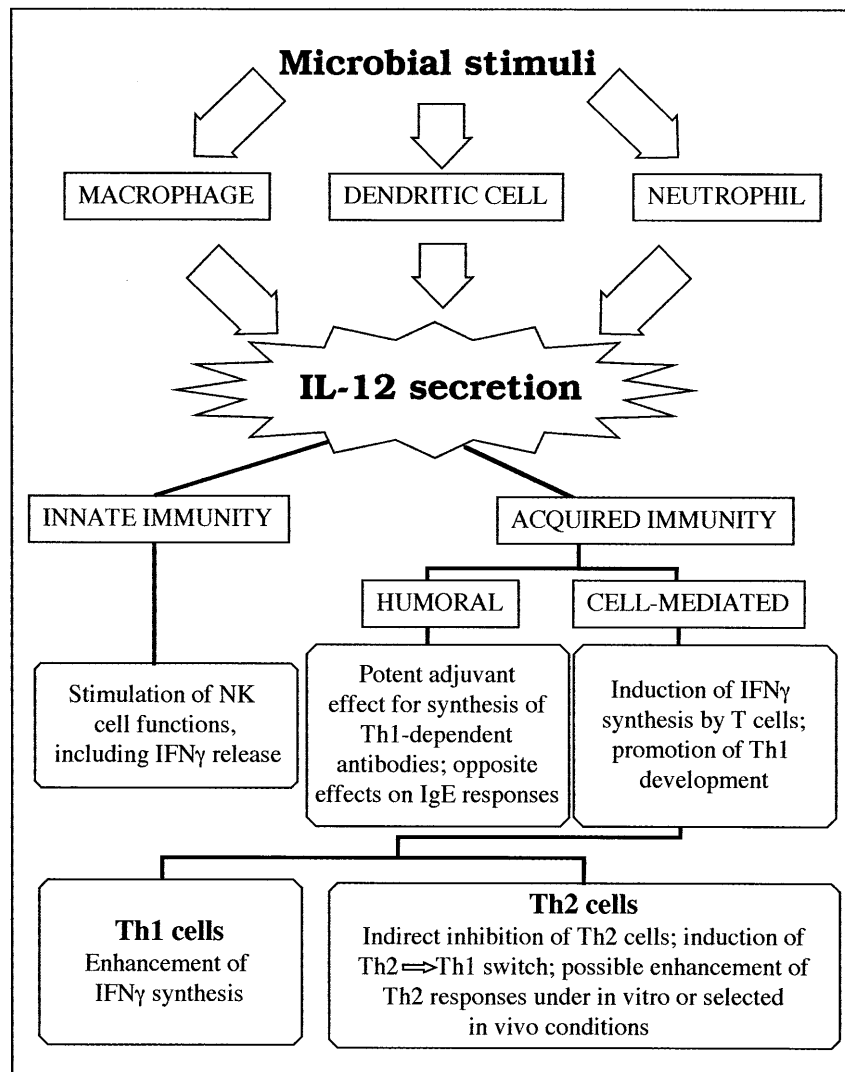 Microbial stimuli
MACROPHAGE
DENDRITIC CELL
NEUTROPHIL
IL-12 secretion
INNATE IMMUNITY
ACQUIRED IMMUNITY
HUMORAL
CELL-MEDIATED
Stimulation of NK
cell functions,
including IFNγ release
Potent adjuvant
effect for synthesis of
Th1-dependent
antibodies; opposite
effects on IgE responses
Induction of IFNγ
synthesis by T cells;
promotion of Th1
development
Th1 cells
Enhancement of
IFNγ synthesis
Th2 cells
Indirect inhibition of Th2 cells; induction of
Th2⇒Th1 switch; possible enhancement of
Th2 responses under in vitro or selected
in vivo conditions